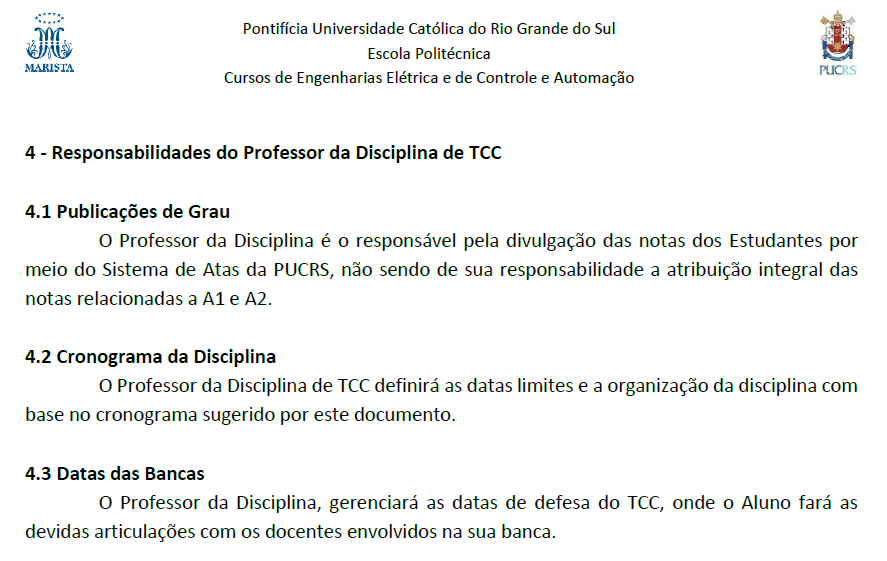 Pontifícia Universidade Católica do Rio Grande do Sul
Escola Politécnica
Cursos de Engenharias Elétrica e de Controle e Automação
MARISTA
PUCRS
4 - Responsabilidades do Professor da Disciplina de TCC
4.1 Publicações de Grau
O Professor da Disciplina é o responsável pela divulgação das notas dos Estudantes por
meio do Sistema de Atas da PUCRS, não sendo de sua responsabilidade a atribuição integral das
notas relacionadas a A1 e A2.
4.2 Cronograma da Disciplina
O Professor da Disciplina de TCC definirá as datas limites e a organização da disciplina com
base no cronograma sugerido por este documento.
4.3 Datas das Bancas
O Professor da Disciplina, gerenciará as datas de defesa do TCC, onde o Aluno fará as
devidas articulações com os docentes envolvidos na sua banca.